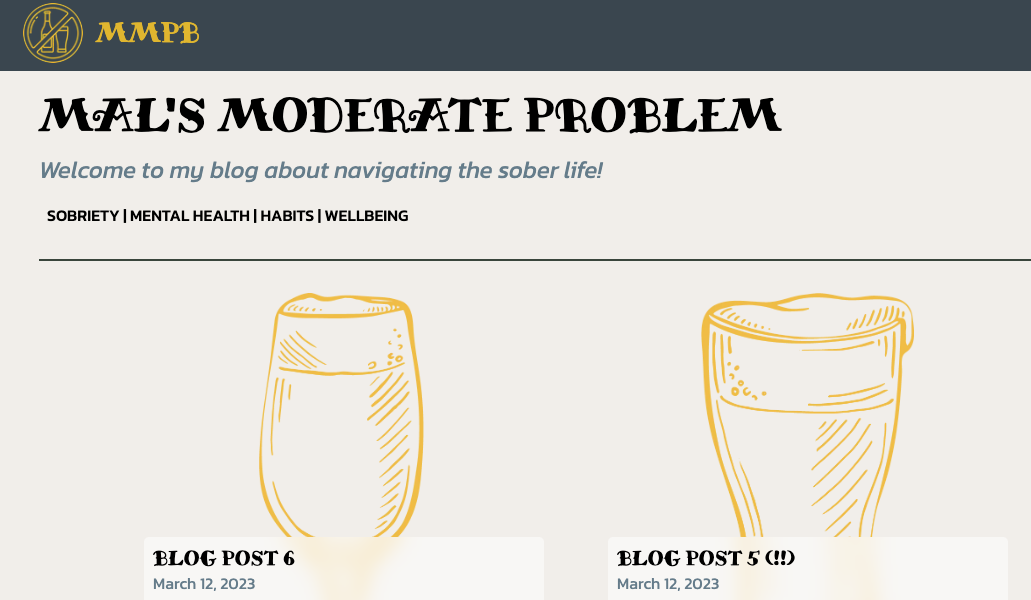 MMPB
MAL'S MODERATE PROBLEM
Welcome to my blog about navigating the sober life!
SOBRIETY | MENTAL HEALTH | HABITS | WELLBEING
BLOG POST 6
March 12, 2023
BLOG POST 5 (!!)
March 12, 2023